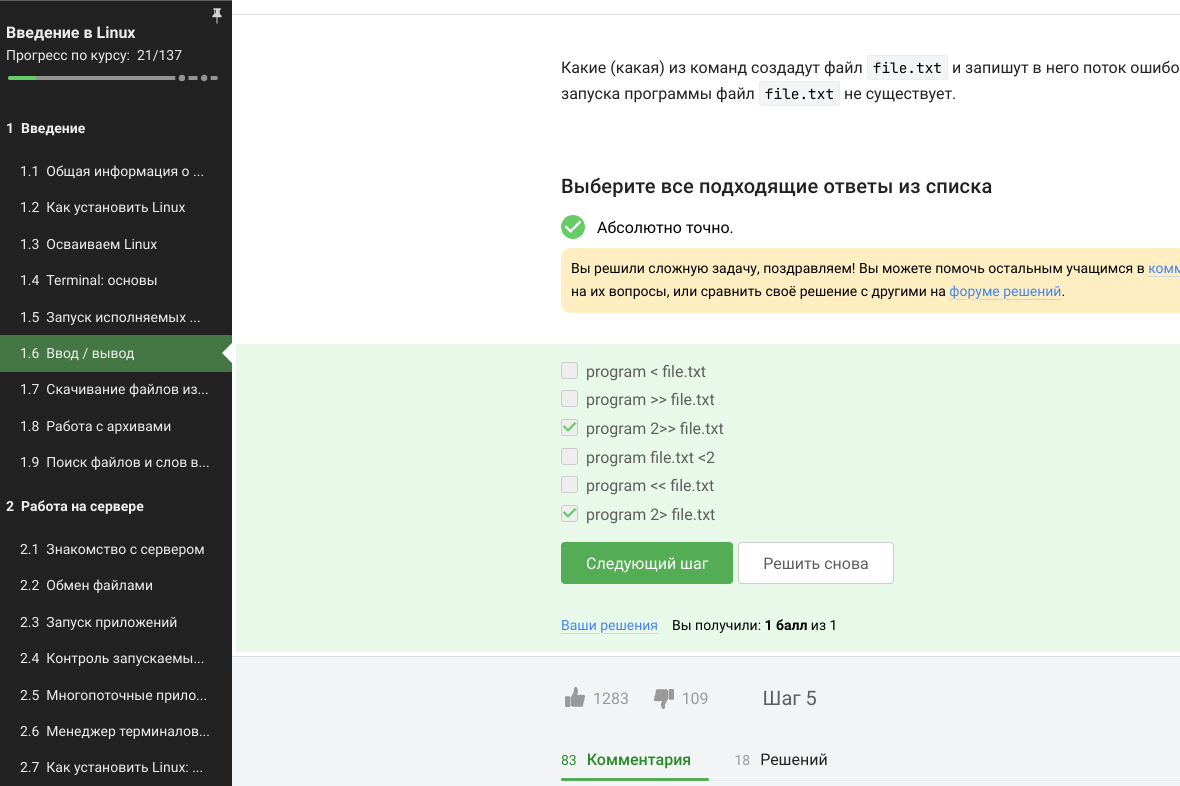 Введение в Linux
Прогресс по курсу: 21/137
1 Введение
1.1 Общая информация о ...
1.2 Как установить Linux
1.3 Осваиваем Linux
1.4 Terminal: основы
1.5 Запуск исполняемых ...
1.6 Ввод / вывод
1.7 Скачивание файлов из...
1.8 Работа с архивами
1.9 Поиск файлов и слов в...
2 Работа на сервере
2.1 Знакомство с сервером
2.2 Обмен файлами
2.3 Запуск приложений
2.4 Контроль запускаемы...
2.5 Многопоточные прило...
2.6 Менеджер терминалов...
2.7 Как установить Linux: ...
Какие (какая) из команд создадут файл file.txt и запишут в него поток ошибо
запуска программы файл file.txt не существует.
Выберите все подходящие ответы из списка
Абсолютно точно.
Вы решили сложную задачу, поздравляем! Вы можете помочь остальным учащимся в комм
на их вопросы, или сравнить своё решение с другими на форуме решений.
program < file.txt
program >> file.txt
program 2>> file.txt
program file.txt <2
program << file.txt
program 2> file.txt
Следующий шаг Решить снова
Ваши решения Вы получили: 1 балл из 1
1283 109 Шаг 5
83 Комментария 18 Решений